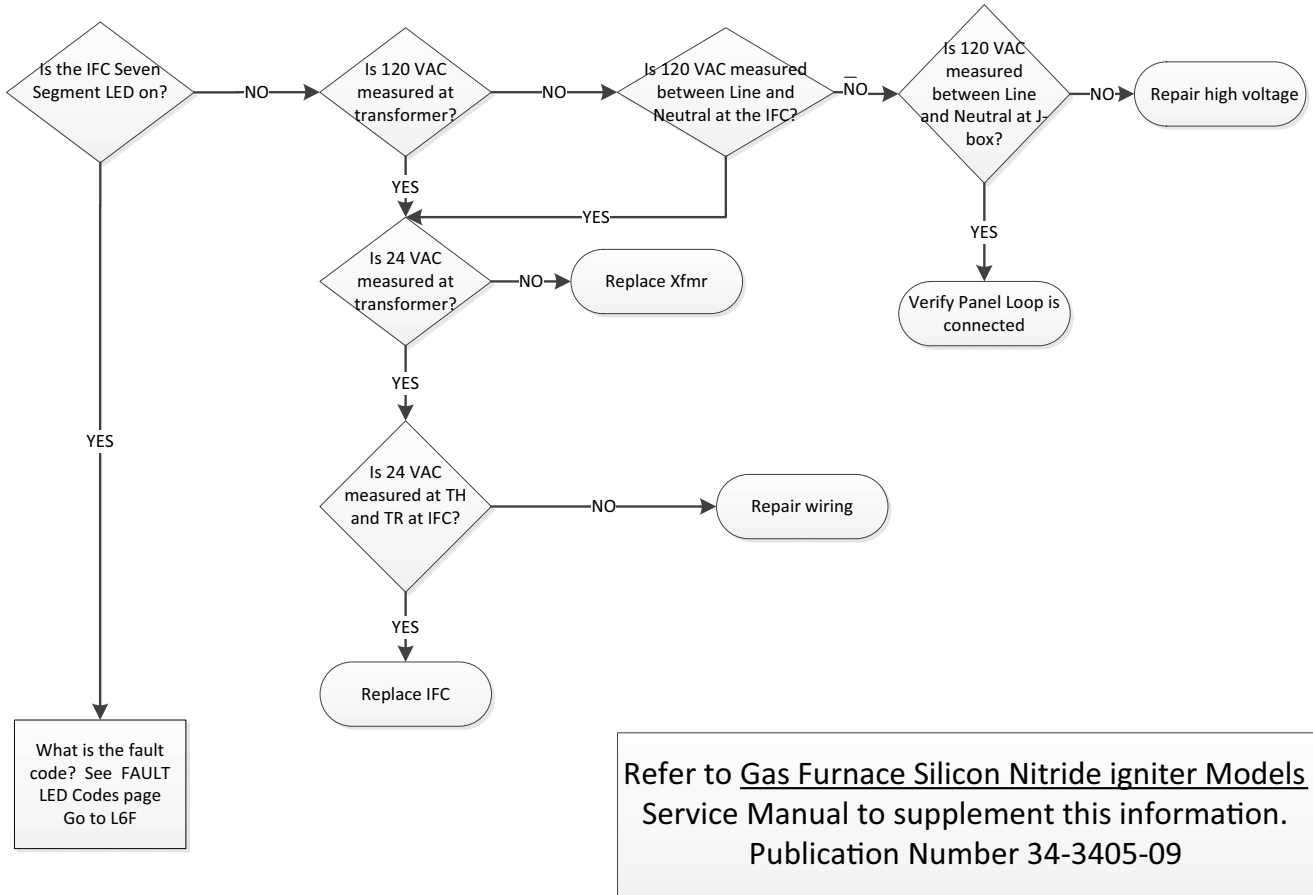 Is the IFC Seven
Segment LED on?
NO
Is 120 VAC
measured at
transformer?
NO
Is 120 VAC measured
between Line and
Neutral at the IFC?
NO
Is 120 VAC
measured
between Line
and Neutral at J-
box?
NO
Repair high voltage
YES
YES
YES
Verify Panel Loop is
connected
Is 24 VAC
measured at
transformer?
NO
Replace Xfmr
YES
YES
Is 24 VAC
measured at TH
and TR at IFC?
NO
Repair wiring
YES
Replace IFC
What is the fault
code? See FAULT
LED Codes page
Go to L6F
Refer to Gas Furnace Silicon Nitride igniter Models
Service Manual to supplement this information.
Publication Number 34-3405-09